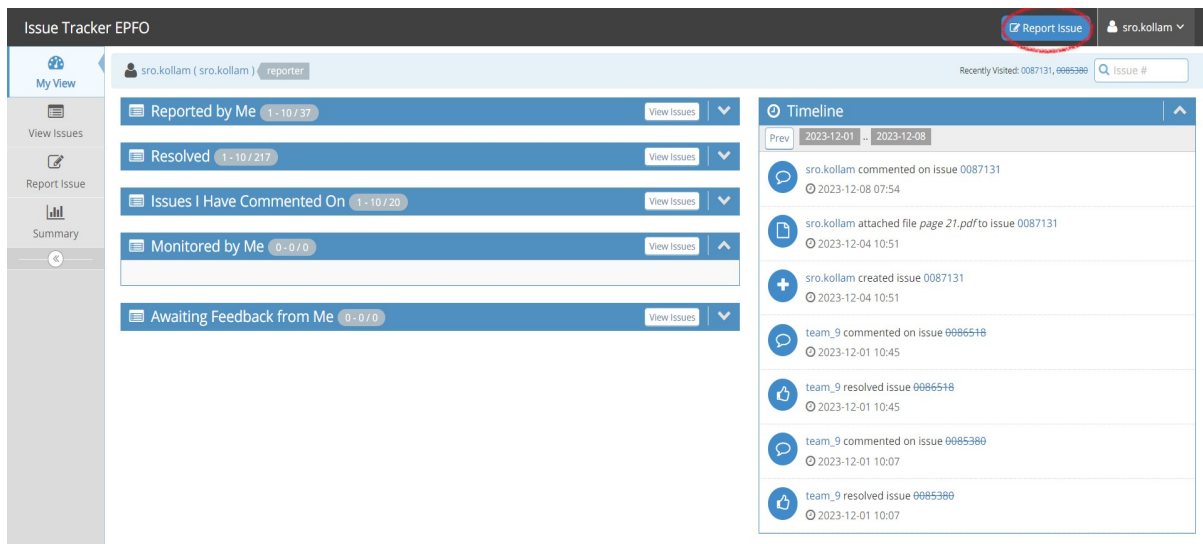 Issue Tracker EPFO
Report Issue
sro.kollam
My View
View Issues
Report Issue
Summary
sro.kollam ( sro.kollam ) reporter
Recently Visited: 0087131, 0085380
Issue #
Reported by Me 1 - 10 / 37 View Issues
Resolved 1 - 10 / 217 View Issues
Issues I Have Commented On 1 - 10 / 20 View Issues
Monitored by Me 0 - 0 / 0 View Issues
Awaiting Feedback from Me 0 - 0 / 0 View Issues
Timeline
Prev 2023-12-01 .. 2023-12-08
sro.kollam commented on issue 0087131
2023-12-08 07:54
sro.kollam attached file page 21.pdf to issue 0087131
2023-12-04 10:51
sro.kollam created issue 0087131
2023-12-04 10:51
team_9 commented on issue 0086518
2023-12-01 10:45
team_9 resolved issue 0086518
2023-12-01 10:45
team_9 commented on issue 0085380
2023-12-01 10:07
team_9 resolved issue 0085380
2023-12-01 10:07